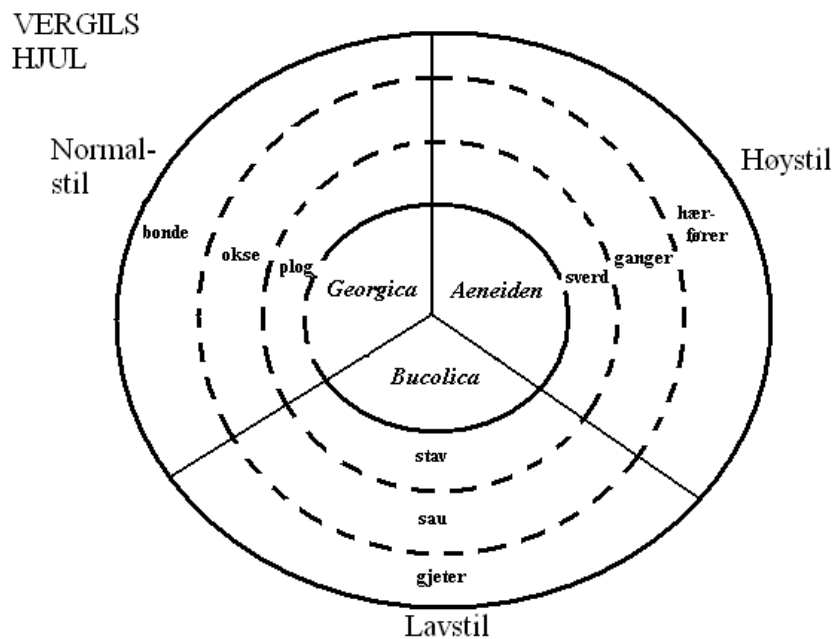 VERGILS
HJUL
Normal-
stil
Høystil
bonde
okse
plog
Georgica
Aeneiden
sverd
ganger
hær-
fører
Bucolica
stav
sau
gjeter
Lavstil